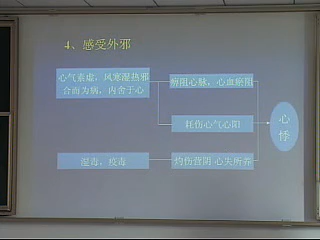 4、感受外邪
心气素虚，风寒湿热邪
合而为病，内舍于心
痹阻心脉，心血瘀阻
耗伤心气心阳
心悸
湿毒、疫毒
灼伤营阴 心失所养